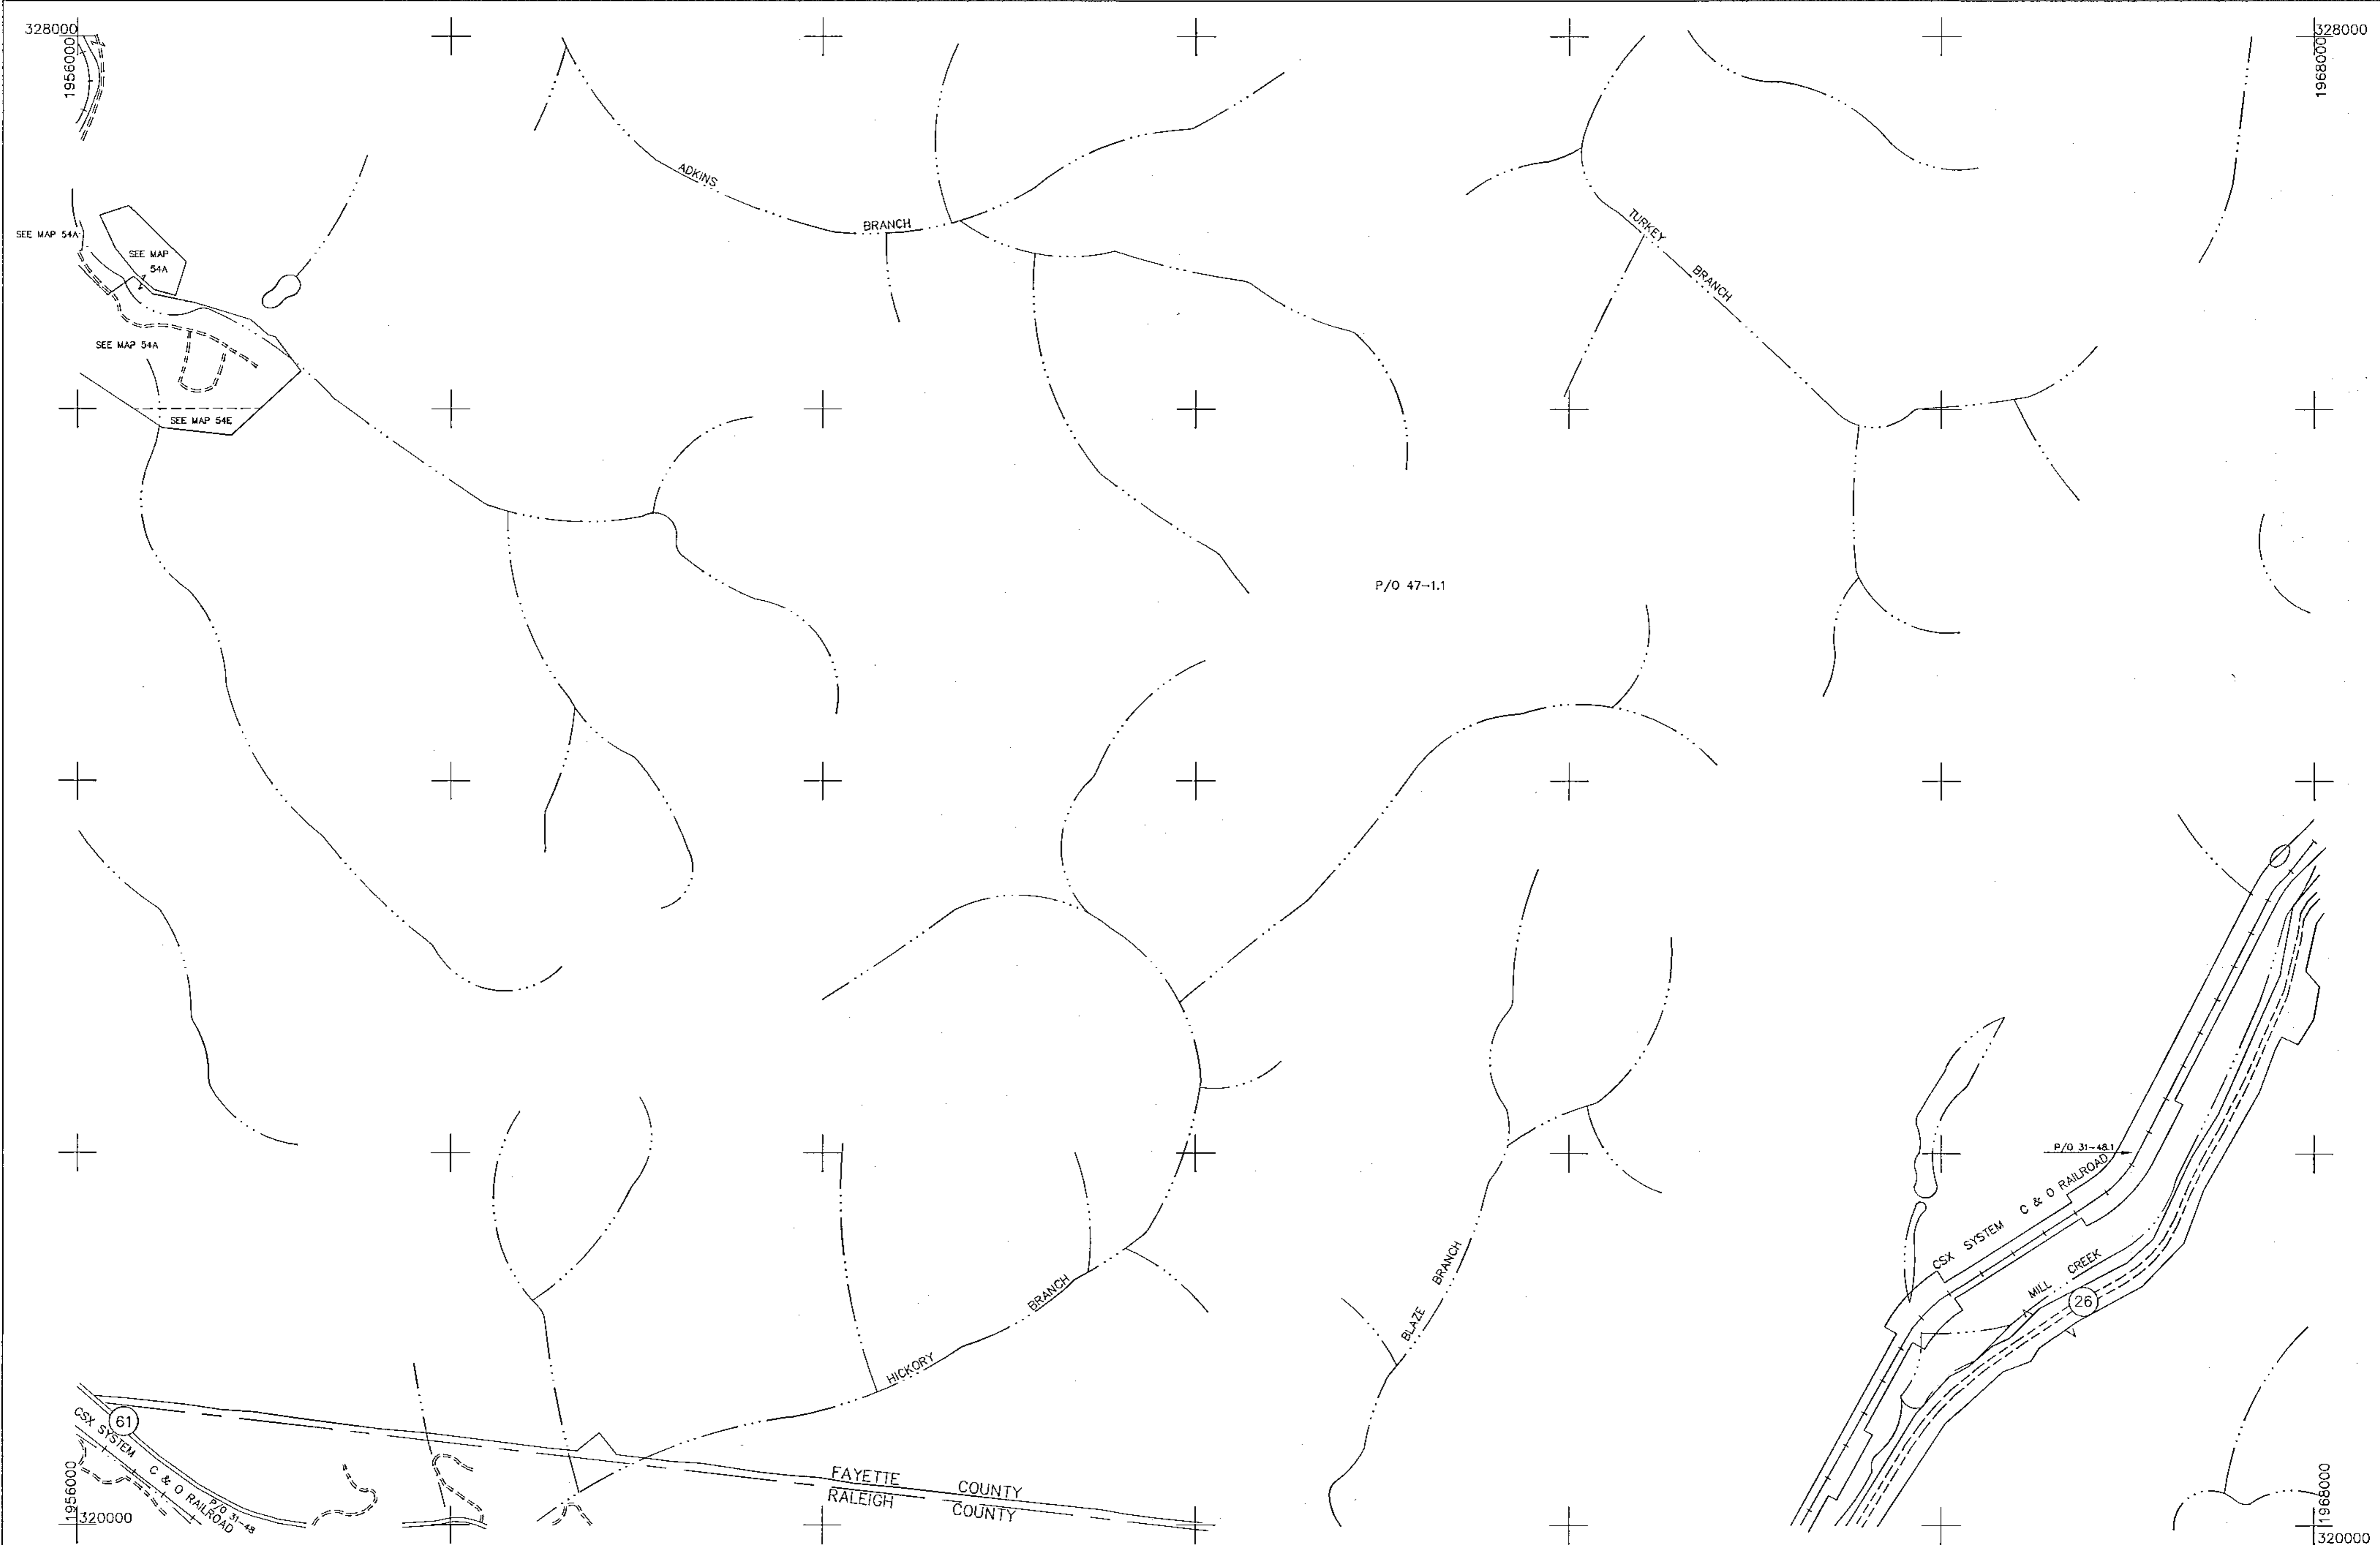 328000
1956000
328000
1968000
ADKINS
BRANCH
TURKEY
BRANCH
SEE MAP 54A
SEE MAP
54A
SEE MAP 54A
SEE MAP 54E
P/O 47-1.1
P/O 31-48.1
CSX SYSTEM C & O RAILROAD
MILL CREEK
26
BLAZE BRANCH
HICKORY BRANCH
61
CSX SYSTEM C & O RAILROAD
P/O 31-48
FAYETTE COUNTY
RALEIGH COUNTY
1956000
320000
1968000
320000